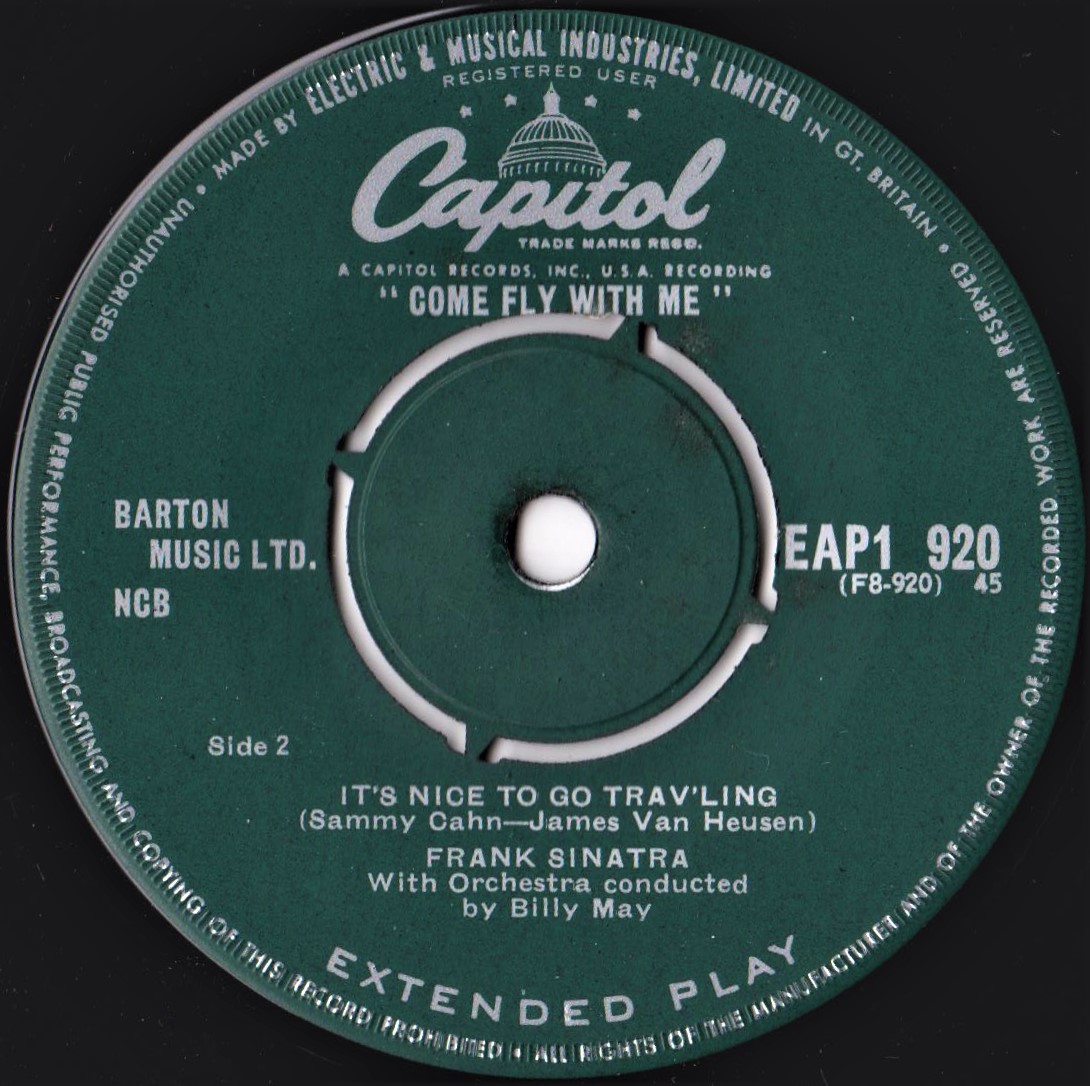 MADE BY ELECTRIC & MUSICAL INDUSTRIES, LIMITED IN GT. BRITAIN • ALL RIGHTS OF THE MANUFACTURER AND OF THE OWNER OF THE RECORDED WORK ARE RESERVED • UNAUTHORISED PUBLIC PERFORMANCE, BROADCASTING AND COPYING OF THIS RECORD PROHIBITED •
REGISTERED USER
Capitol
TRADE MARKS REGD.
A CAPITOL RECORDS, INC., U.S.A. RECORDING
" COME FLY WITH ME "
BARTON
MUSIC LTD.
NCB
EAP1 920
(F8-920) 45
Side 2
IT'S NICE TO GO TRAV'LING
(Sammy Cahn—James Van Heusen)
FRANK SINATRA
With Orchestra conducted
by Billy May
EXTENDED PLAY